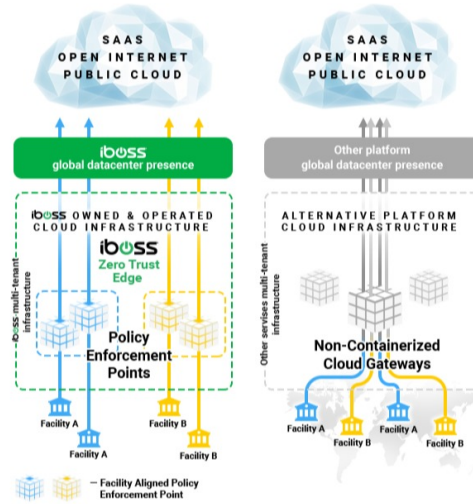 SAAS
OPEN INTERNET
PUBLIC CLOUD
iboss
global datacenter presence
iboss OWNED & OPERATED
CLOUD INFRASTRUCTURE
iboss
Zero Trust
Edge
iboss multi-tenant
infrastructure
Policy
Enforcement
Points
Facility A
Facility A
Facility B
Facility B
— Facility Aligned Policy
Enforcement Point
SAAS
OPEN INTERNET
PUBLIC CLOUD
Other platform
global datacenter presence
ALTERNATIVE PLATFORM
CLOUD INFRASTRUCTURE
Other servises multi-tenant
infrastructure
Non-Containerized
Cloud Gateways
Facility A
Facility B
Facility A
Facility B